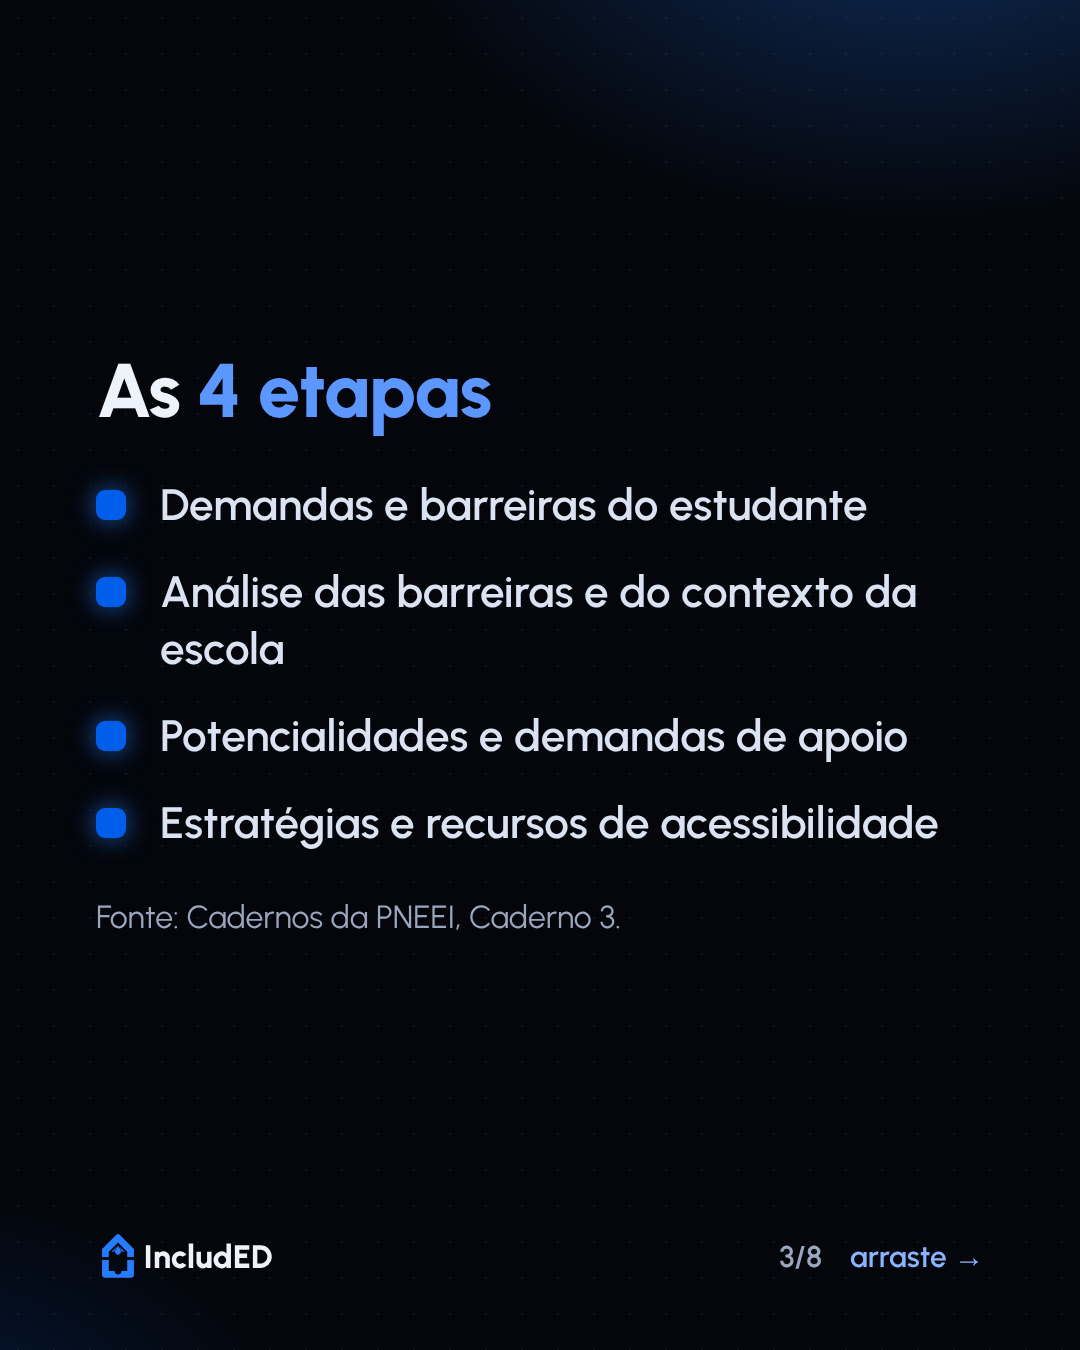 As 4 etapas
Demandas e barreiras do estudante
Análise das barreiras e do contexto da
escola
Potencialidades e demandas de apoio
Estratégias e recursos de acessibilidade
Fonte: Cadernos da PNEEI, Caderno 3.
IncludED
3/8 arraste →